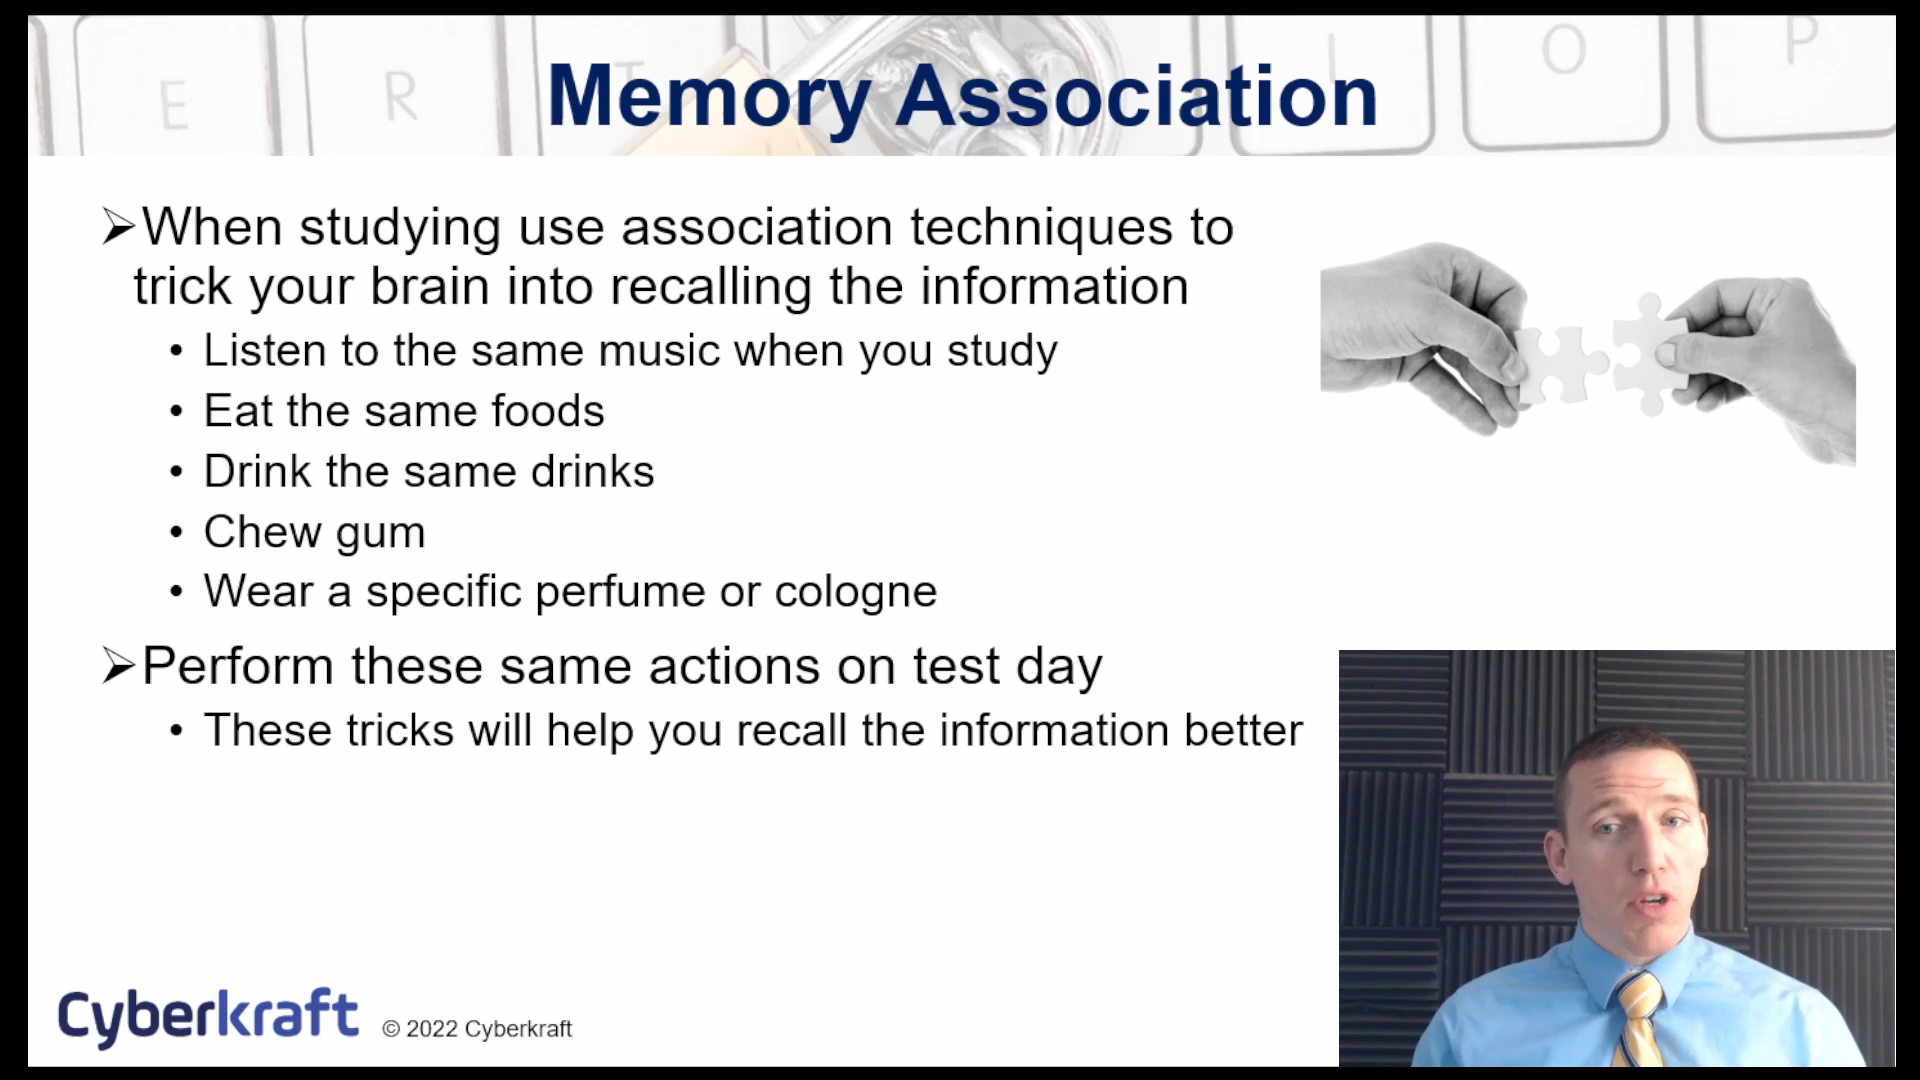 E R T I O P
Memory Association
➢When studying use association techniques to
trick your brain into recalling the information
• Listen to the same music when you study
• Eat the same foods
• Drink the same drinks
• Chew gum
• Wear a specific perfume or cologne
➢Perform these same actions on test day
• These tricks will help you recall the information better
Cyberkraft © 2022 Cyberkraft